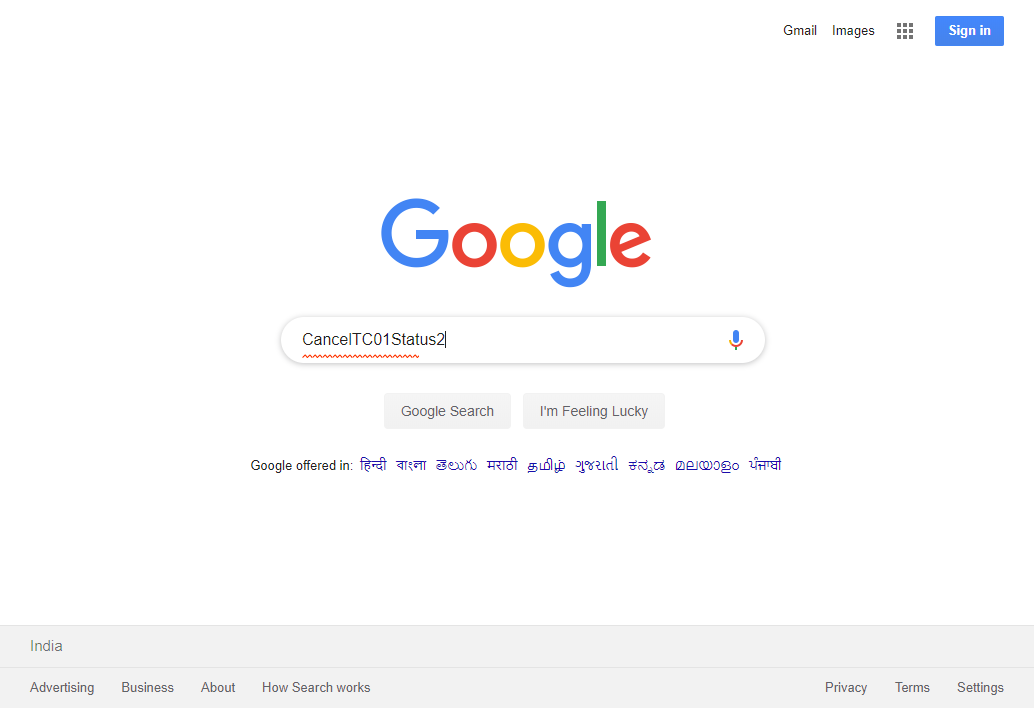 Gmail Images Sign in
Google
CancelTC01Status2
Google Search I'm Feeling Lucky
Google offered in: हिन्दी বাংলা తెలుగు मराठी தமிழ் ગુજરાતી ಕನ್ನಡ മലയാളം ਪੰਜਾਬੀ
India
Advertising Business About How Search works Privacy Terms Settings